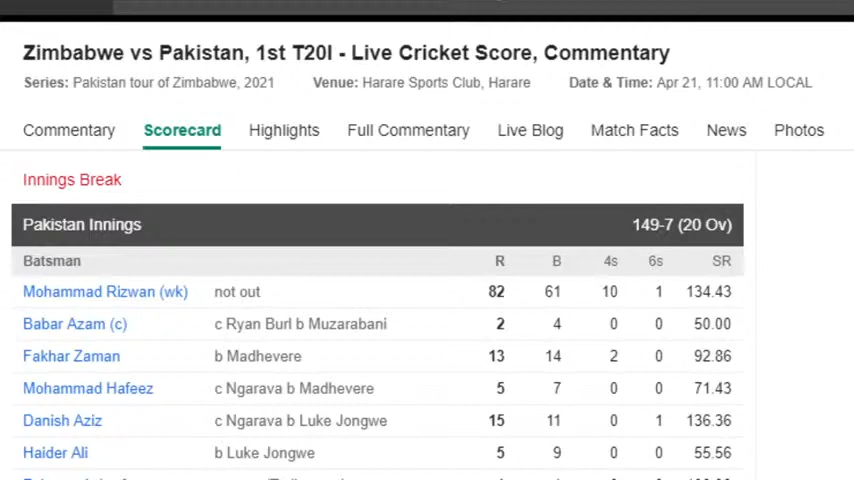 Zimbabwe vs Pakistan, 1st T20I - Live Cricket Score, Commentary
Series: Pakistan tour of Zimbabwe, 2021 Venue: Harare Sports Club, Harare Date & Time: Apr 21, 11:00 AM LOCAL
Commentary Scorecard Highlights Full Commentary Live Blog Match Facts News Photos
Innings Break
Pakistan Innings 149-7 (20 Ov)
Batsman R B 4s 6s SR
Mohammad Rizwan (wk) not out 82 61 10 1 134.43
Babar Azam (c) c Ryan Burl b Muzarabani 2 4 0 0 50.00
Fakhar Zaman b Madhevere 13 14 2 0 92.86
Mohammad Hafeez c Ngarava b Madhevere 5 7 0 0 71.43
Danish Aziz c Ngarava b Luke Jongwe 15 11 0 1 136.36
Haider Ali b Luke Jongwe 5 9 0 0 55.56